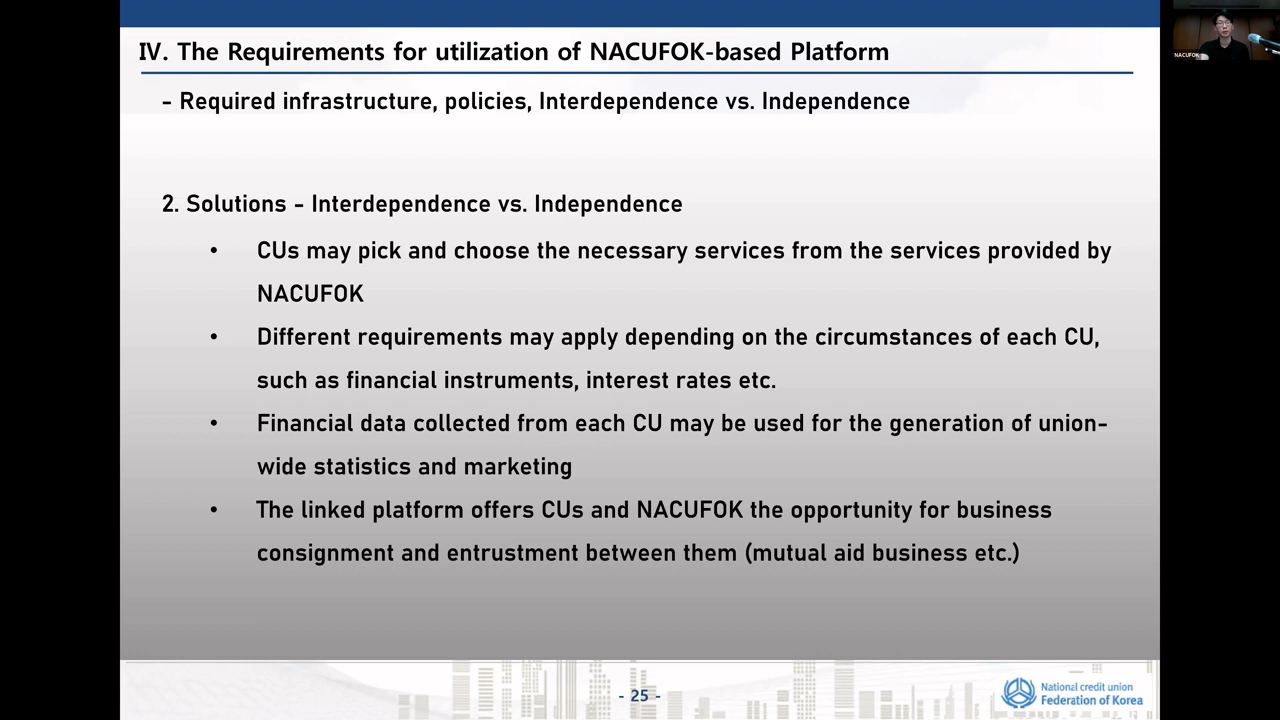 IV. The Requirements for utilization of NACUFOK-based Platform
- Required infrastructure, policies, Interdependence vs. Independence
2. Solutions - Interdependence vs. Independence
• CUs may pick and choose the necessary services from the services provided by
NACUFOK
• Different requirements may apply depending on the circumstances of each CU,
such as financial instruments, interest rates etc.
• Financial data collected from each CU may be used for the generation of union-
wide statistics and marketing
• The linked platform offers CUs and NACUFOK the opportunity for business
consignment and entrustment between them (mutual aid business etc.)
- 25 -
National credit union
Federation of Korea
NACUFOK